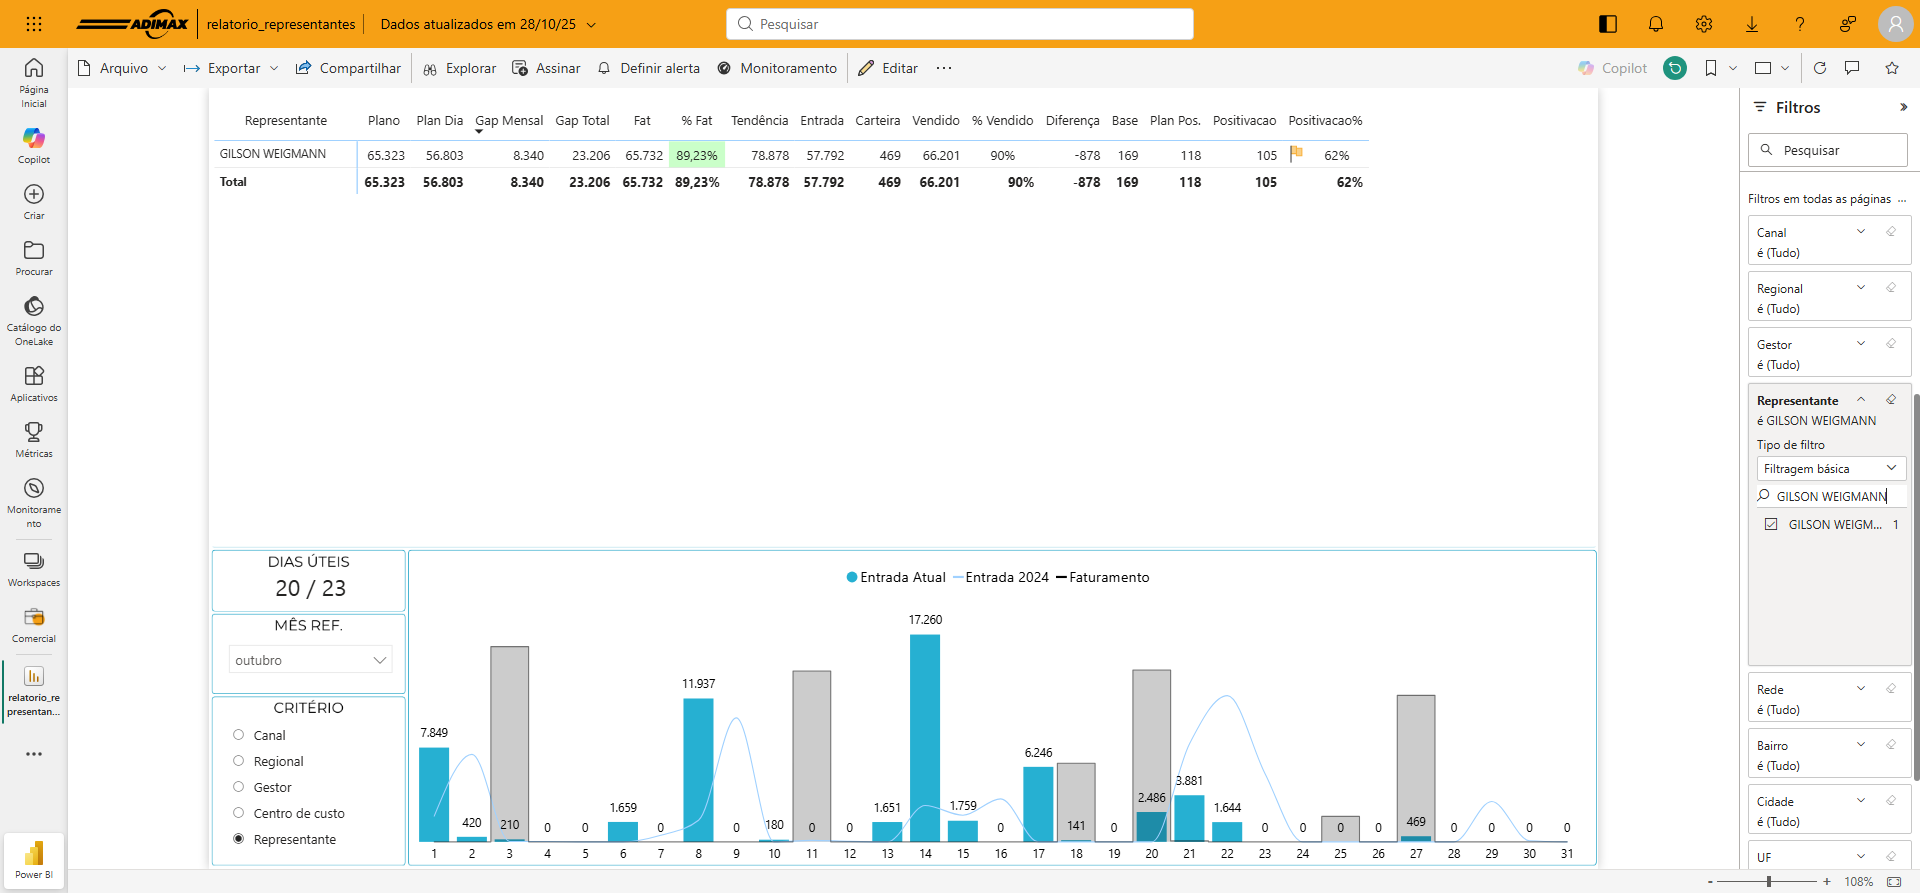 ADIMAX relatorio_representantes Dados atualizados em 28/10/25 Pesquisar
Arquivo Exportar Compartilhar Explorar Assinar Definir alerta Monitoramento Editar ... Copilot
Página Inicial
Copilot
Criar
Procurar
Catálogo do OneLake
Aplicativos
Métricas
Monitoramento
Workspaces
Comercial
relatorio_representan...
Power BI
Representante Plano Plan Dia Gap Mensal Gap Total Fat % Fat Tendência Entrada Carteira Vendido % Vendido Diferença Base Plan Pos. Positivacao Positivacao%
GILSON WEIGMANN 65.323 56.803 8.340 23.206 65.732 89,23% 78.878 57.792 469 66.201 90% -878 169 118 105 62%
Total 65.323 56.803 8.340 23.206 65.732 89,23% 78.878 57.792 469 66.201 90% -878 169 118 105 62%
DIAS ÚTEIS
20 / 23
MÊS REF.
outubro
CRITÉRIO
Canal
Regional
Gestor
Centro de custo
Representante
Entrada Atual Entrada 2024 Faturamento
7.849 420 210 0 0 1.659 0 11.937 0 180 0 0 1.651 17.260 1.759 0 6.246 141 0 2.486 3.881 1.644 0 0 0 0 469 0 0 0 0
1 2 3 4 5 6 7 8 9 10 11 12 13 14 15 16 17 18 19 20 21 22 23 24 25 26 27 28 29 30 31
Filtros
Pesquisar
Filtros em todas as páginas ...
Canal
é (Tudo)
Regional
é (Tudo)
Gestor
é (Tudo)
Representante
é GILSON WEIGMANN
Tipo de filtro
Filtragem básica
GILSON WEIGMANN
GILSON WEIGM... 1
Rede
é (Tudo)
Bairro
é (Tudo)
Cidade
é (Tudo)
UF
- + 108%